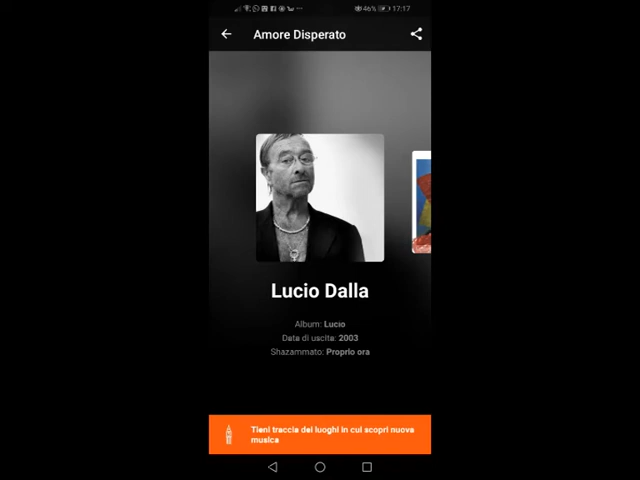 46% 17:17
Amore Disperato
Lucio Dalla
Album: Lucio
Data di uscita: 2003
Shazammato: Proprio ora
Tieni traccia dei luoghi in cui scopri nuova
musica